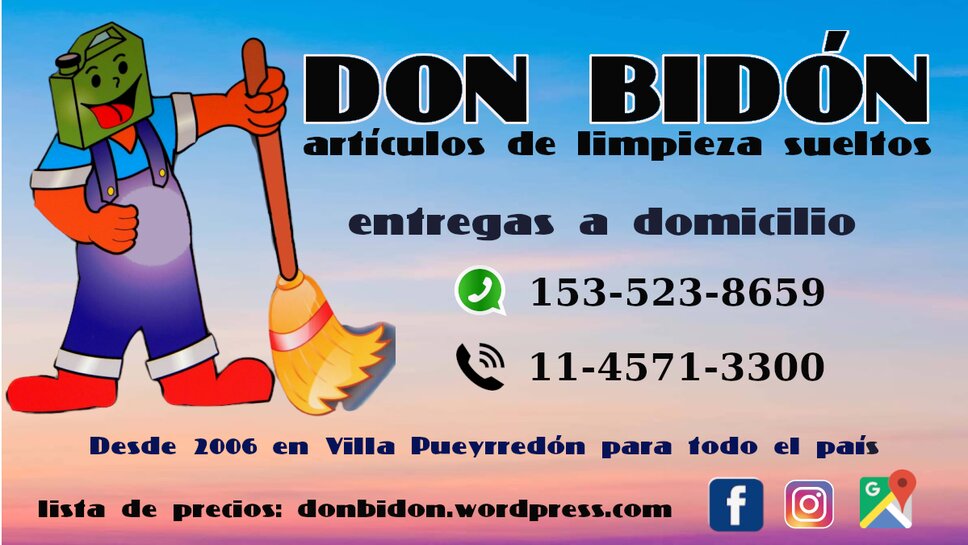 DON BIDÓN
artículos de limpieza sueltos
entregas a domicilio
153-523-8659
11-4571-3300
Desde 2006 en Villa Pueyrredón para todo el país
lista de precios: donbidon.wordpress.com
f
G